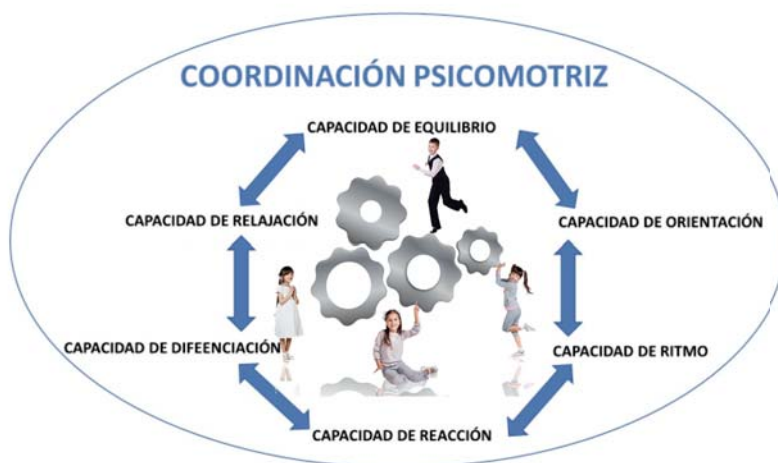 COORDINACIÓN PSICOMOTRIZ
CAPACIDAD DE EQUILIBRIO
CAPACIDAD DE RELAJACIÓN
CAPACIDAD DE ORIENTACIÓN
CAPACIDAD DE DIFEENCIACIÓN
CAPACIDAD DE RITMO
CAPACIDAD DE REACCIÓN